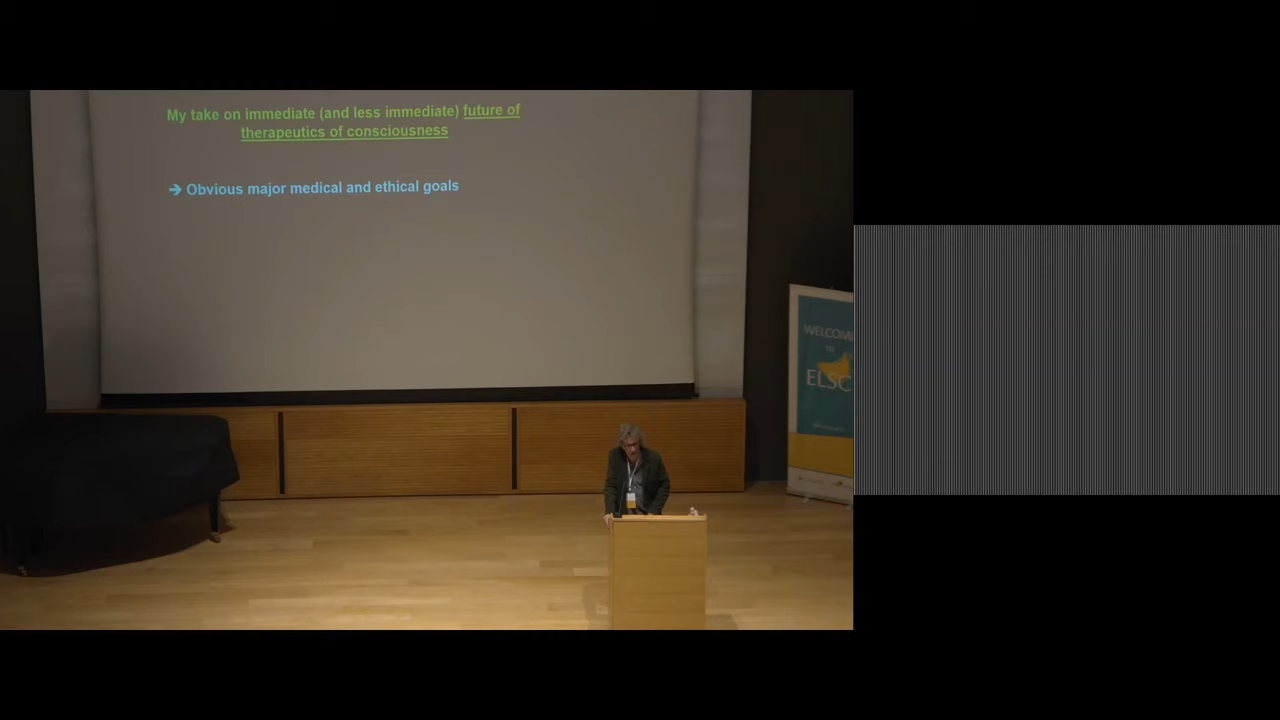 My take on immediate (and less immediate) future of
therapeutics of consciousness
➔ Obvious major medical and ethical goals
WELCOME
TO
ELSC